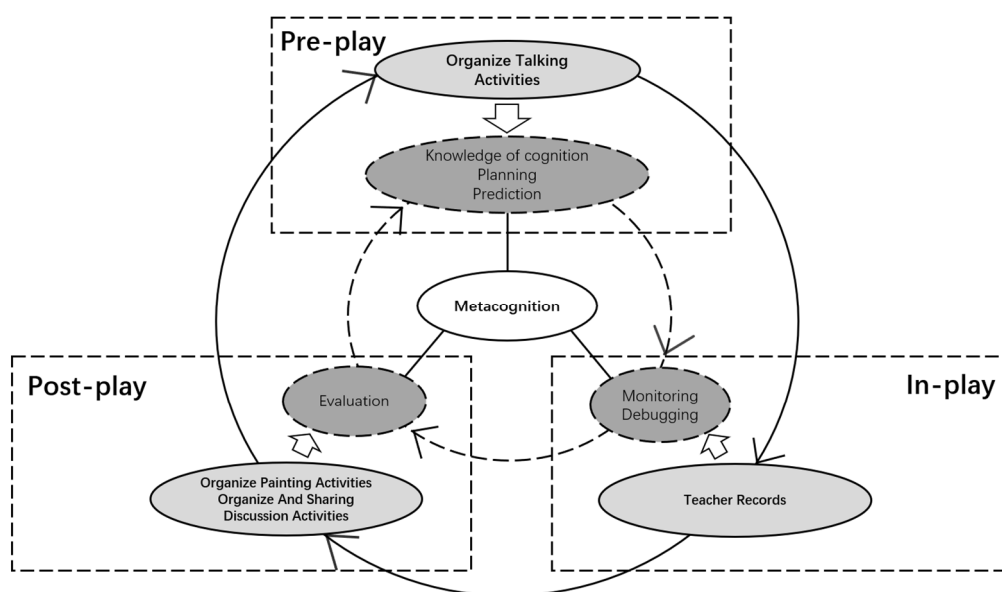 Pre-play
Organize Talking
Activities
Knowledge of cognition
Planning
Prediction
Metacognition
Post-play
In-play
Evaluation
Monitoring
Debugging
Organize Painting Activities
Organize And Sharing
Discussion Activities
Teacher Records